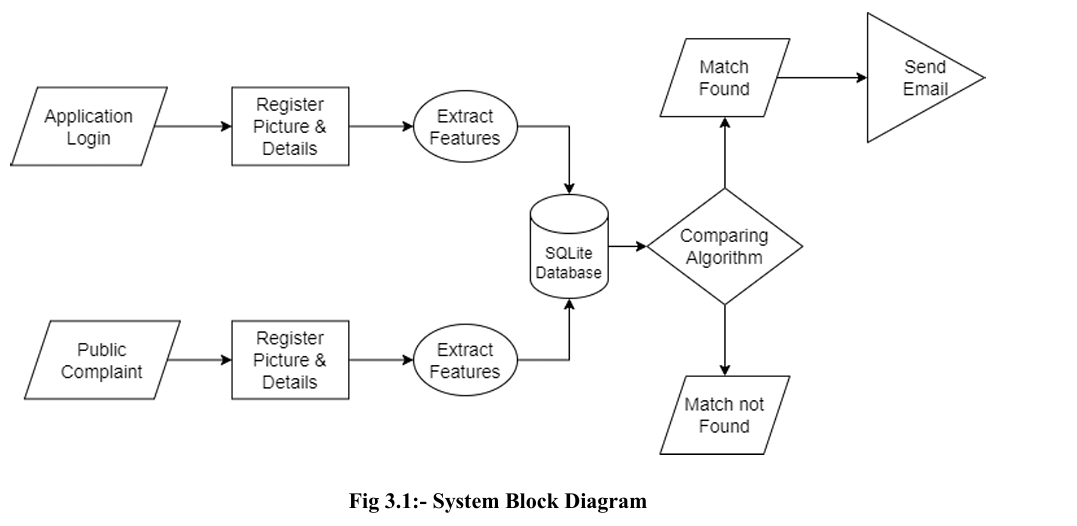 Application
Login
Register
Picture &
Details
Extract
Features
Public
Complaint
Register
Picture &
Details
Extract
Features
SQLite
Database
Comparing
Algorithm
Match
Found
Send
Email
Match not
Found
Fig 3.1:- System Block Diagram